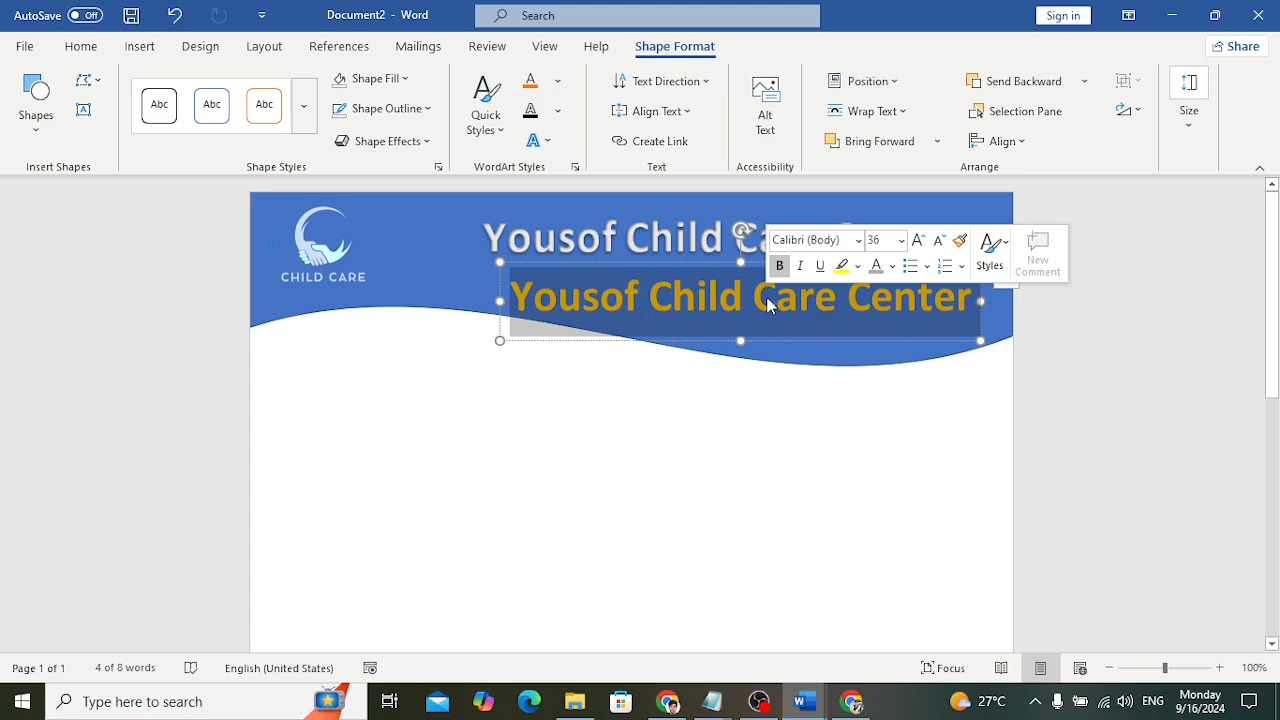 AutoSave Off Document2 - Word Search Sign in
File Home Insert Design Layout References Mailings Review View Help Shape Format Share
Shapes
Insert Shapes
Abc Abc Abc
Shape Fill
Shape Outline
Shape Effects
Shape Styles
Quick Styles
WordArt Styles
Text Direction
Align Text
Create Link
Text
Alt Text
Accessibility
Position
Wrap Text
Bring Forward
Send Backward
Selection Pane
Align
Arrange
Size
CHILD CARE
Yousof Child
Calibri (Body) 36
B I U
Styles
New Comment
Yousof Child Care Center
Page 1 of 1 4 of 8 words English (United States) Focus 100%
Type here to search 27°C ENG 4:39 PM
Monday
9/16/2024